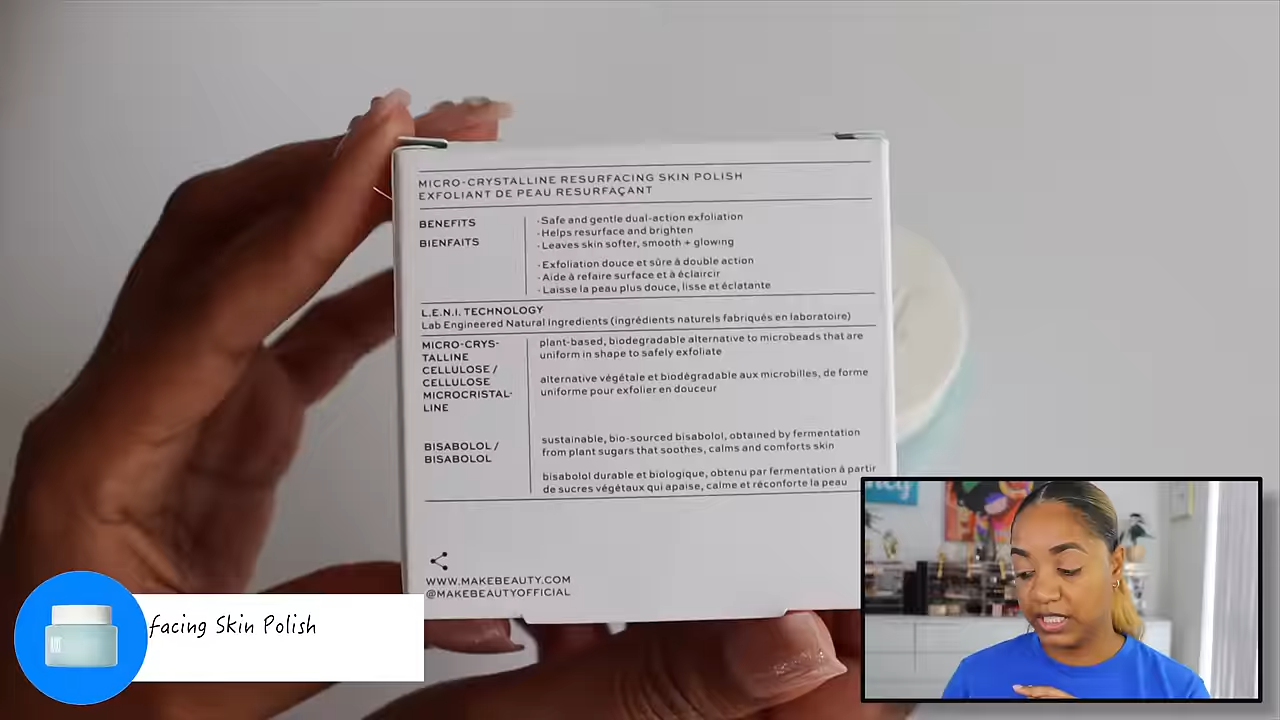 MICRO-CRYSTALLINE RESURFACING SKIN POLISH
EXFOLIANT DE PEAU RESURFAÇANT
BENEFITS
BIENFAITS
· Safe and gentle dual-action exfoliation
· Helps resurface and brighten
· Leaves skin softer, smooth + glowing
· Exfoliation douce et sûre à double action
· Aide à refaire surface et à éclaircir
· Laisse la peau plus douce, lisse et éclatante
L.E.N.I. TECHNOLOGY
Lab Engineered Natural Ingredients (ingrédients naturels fabriqués en laboratoire)
MICRO-CRYS-
TALLINE
CELLULOSE /
CELLULOSE
MICROCRISTAL-
LINE
plant-based, biodegradable alternative to microbeads that are
uniform in shape to safely exfoliate
alternative végétale et biodégradable aux microbilles, de forme
uniforme pour exfolier en douceur
BISABOLOL /
BISABOLOL
sustainable, bio-sourced bisabolol, obtained by fermentation
from plant sugars that soothes, calms and comforts skin
bisabolol durable et biologique, obtenu par fermentation à partir
de sucres végétaux qui apaise, calme et réconforte la peau
WWW.MAKEBEAUTY.COM
@MAKEBEAUTYOFFICIAL
facing Skin Polish